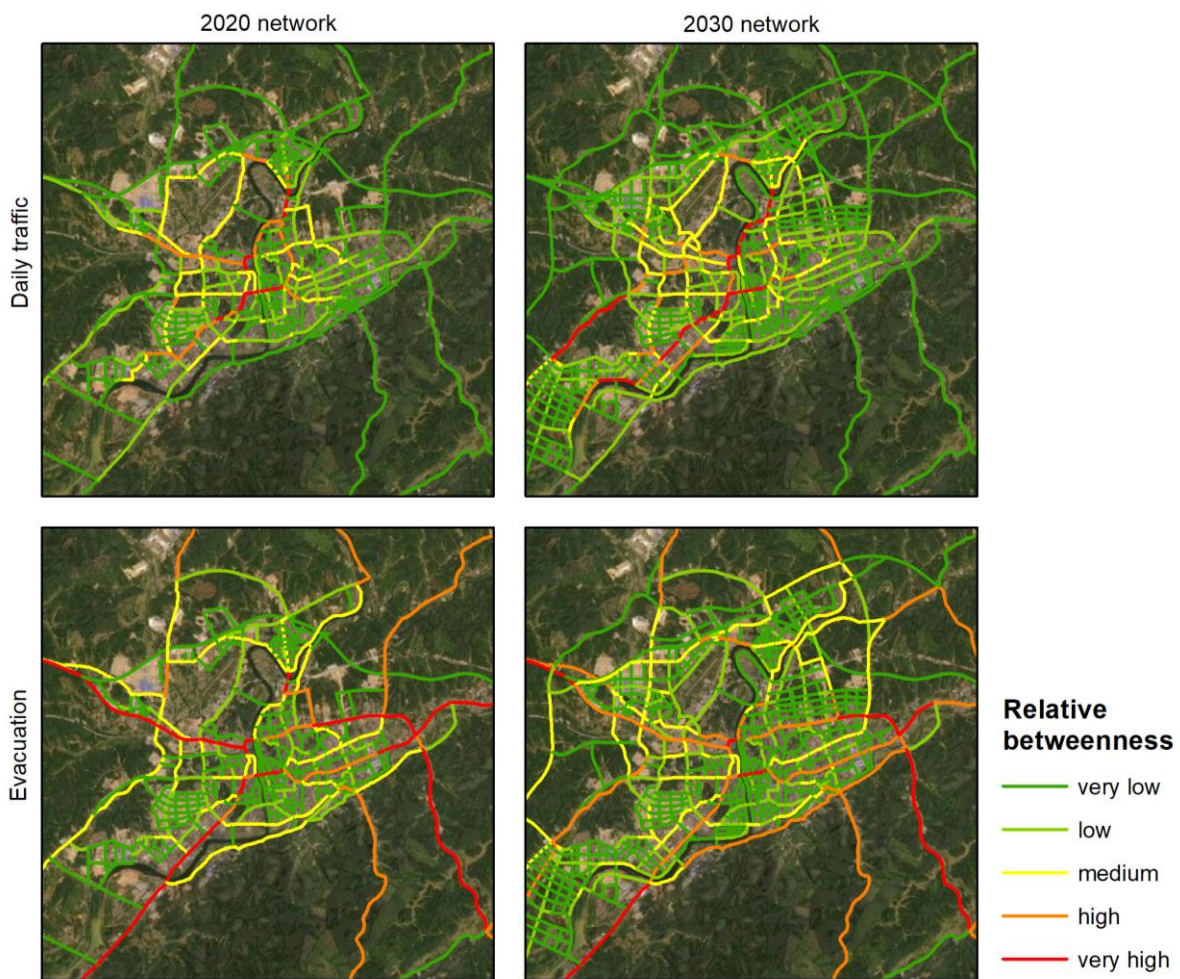 2020 network
2030 network
Daily traffic
Evacuation
Relative
betweenness
very low
low
medium
high
very high